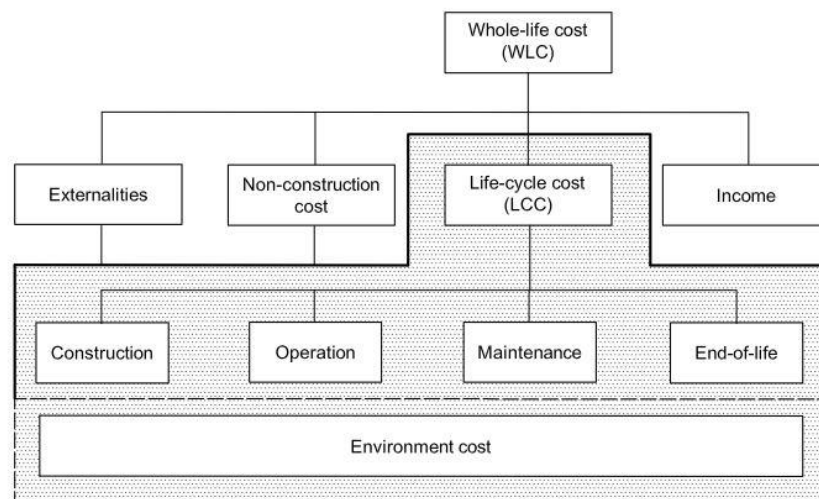 Whole-life cost
(WLC)
Externalities
Non-construction
cost
Life-cycle cost
(LCC)
Income
Construction
Operation
Maintenance
End-of-life
Environment cost